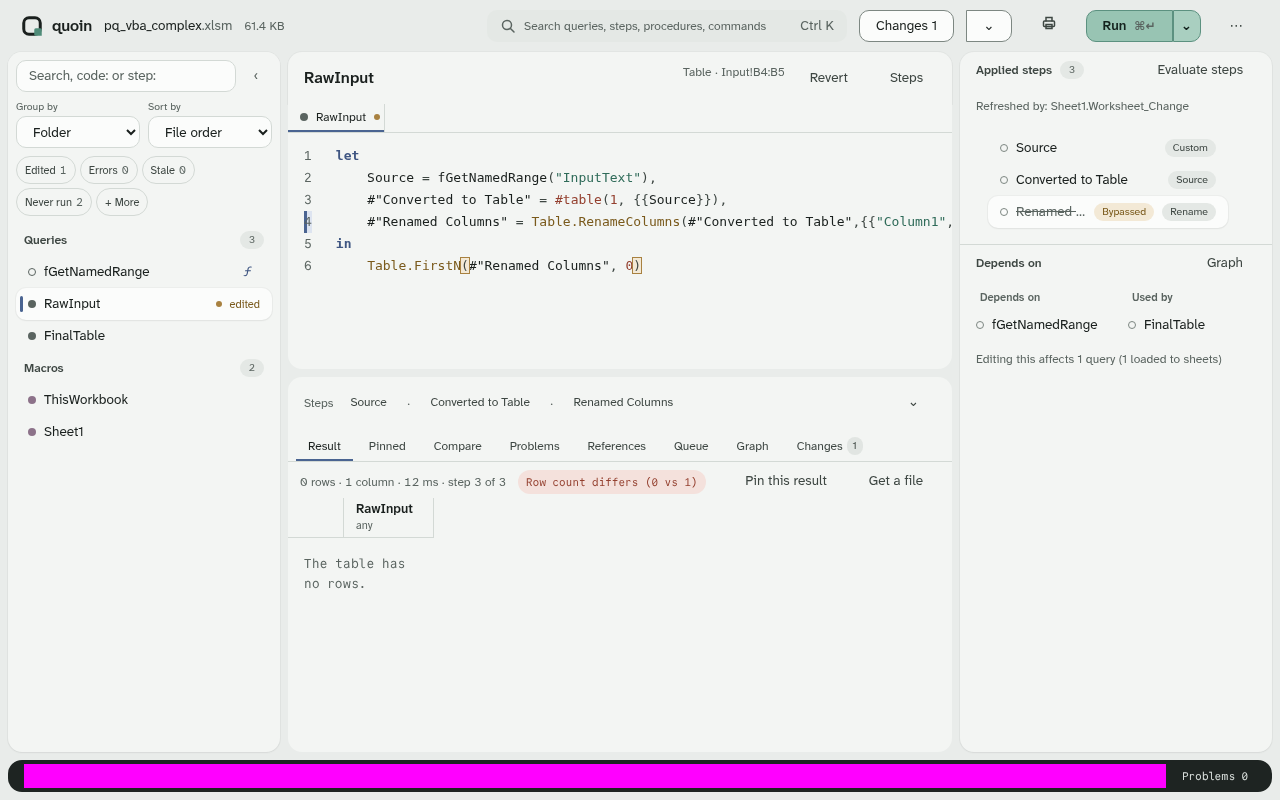 quoin pq_vba_complex.xlsm 61.4 KB Search queries, steps, procedures, commands Ctrl K Changes 1 Run ⌘↵ ···
Search, code: or step:
Group by Sort by
Folder File order
Edited 1 Errors 0 Stale 0
Never run 2 + More
Queries 3
fGetNamedRange ƒ
RawInput edited
FinalTable
Macros 2
ThisWorkbook
Sheet1
RawInput Table · Input!B4:B5 Revert Steps
RawInput
1 let
2 Source = fGetNamedRange("InputText"),
3 #"Converted to Table" = #table(1, {{Source}}),
4 #"Renamed Columns" = Table.RenameColumns(#"Converted to Table",{{"Column1",
5 in
6 Table.FirstN(#"Renamed Columns", 0)
Steps Source · Converted to Table · Renamed Columns
Result Pinned Compare Problems References Queue Graph Changes 1
0 rows · 1 column · 12 ms · step 3 of 3 Row count differs (0 vs 1) Pin this result Get a file
RawInput
any
The table has
no rows.
Applied steps 3 Evaluate steps
Refreshed by: Sheet1.Worksheet_Change
Source Custom
Converted to Table Source
Renamed ... Bypassed Rename
Depends on Graph
Depends on Used by
fGetNamedRange FinalTable
Editing this affects 1 query (1 loaded to sheets)
Problems 0